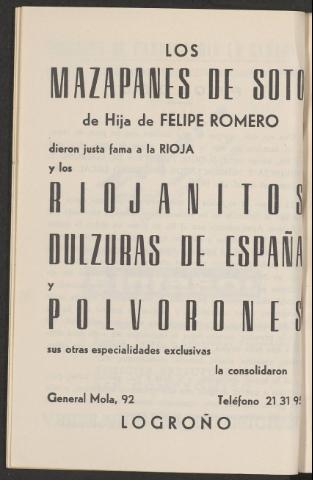 LOS
MAZAPANES DE SOTO
de Hija de FELIPE ROMERO
dieron justa fama a la RIOJA
y los
RIOJANITOS
DULZURAS DE ESPAÑA
y
POLVORONES
sus otras especialidades exclusivas
la consolidaron
General Mola, 92 Teléfono 21 31 95
LOGROÑO